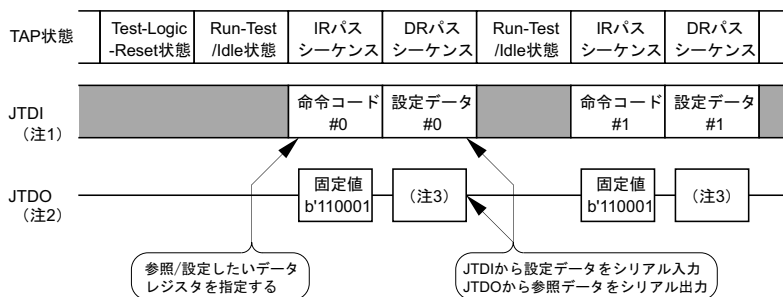 TAP状態
Test-Logic
-Reset状態
Run-Test
/Idle状態
IRパス
シーケンス
DRパス
シーケンス
Run-Test
/Idle状態
IRパス
シーケンス
DRパス
シーケンス
JTDI
（注1）
命令コード
#0
設定データ
#0
命令コード
#1
設定データ
#1
JTDO
（注2）
固定値
b'110001
（注3）
固定値
b'110001
（注3）
参照/設定したいデータ
レジスタを指定する
JTDIから設定データをシリアル入力
JTDOから参照データをシリアル出力